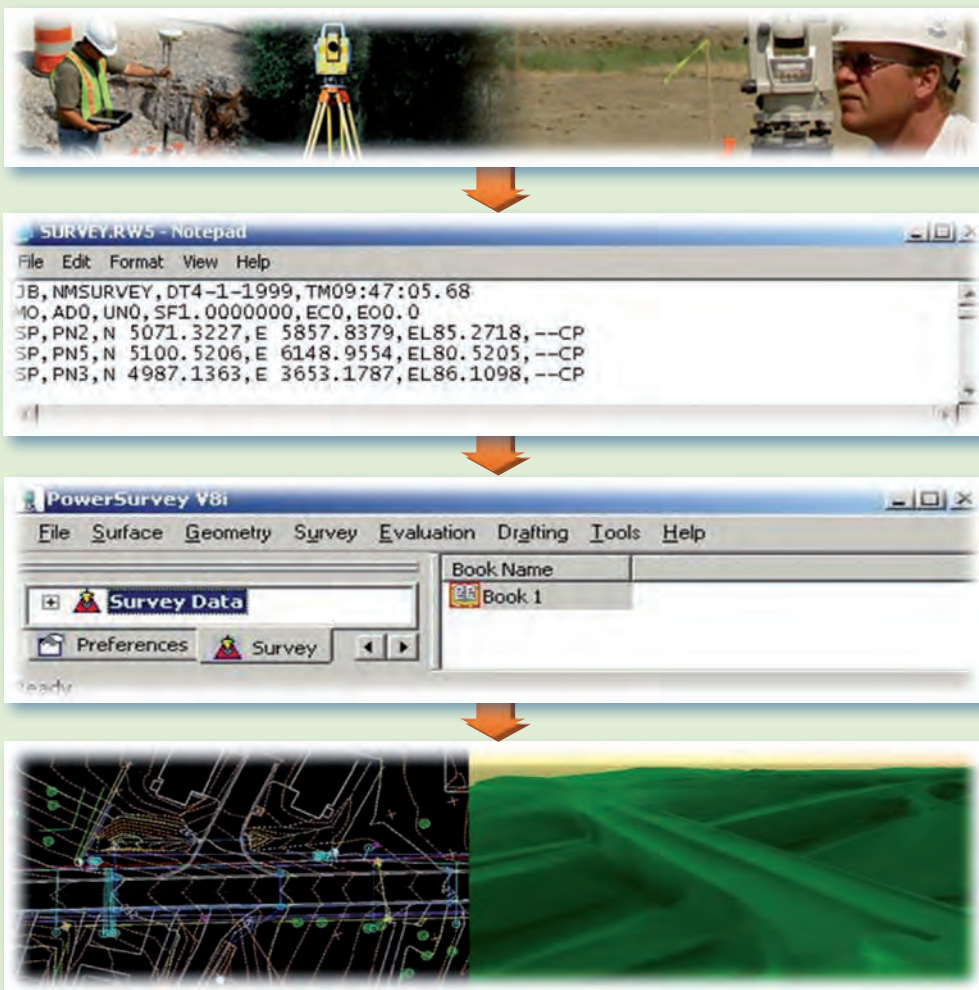 SURVEY.RW5 - Notepad
File Edit Format View Help
JB,NMSURVEY,DT4-1-1999,TM09:47:05.68
MO,AD0,UN0,SF1.0000000,EC0,EO0.0
SP,PN2,N 5071.3227,E 5857.8379,EL85.2718,--CP
SP,PN5,N 5100.5206,E 6148.9554,EL80.5205,--CP
SP,PN3,N 4987.1363,E 3653.1787,EL86.1098,--CP
PowerSurvey V8i
File Surface Geometry Survey Evaluation Drafting Tools Help
Survey Data
Preferences Survey
Book Name
Book 1
Ready